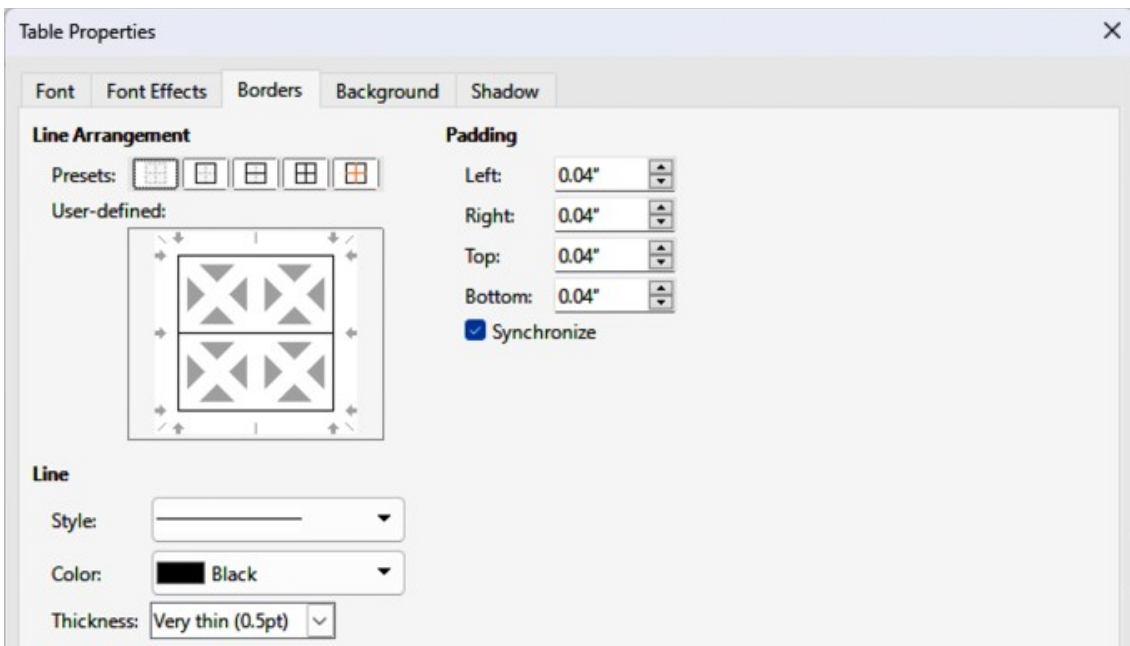 Table Properties
Font Font Effects Borders Background Shadow
Line Arrangement
Presets:
User-defined:
Padding
Left: 0.04"
Right: 0.04"
Top: 0.04"
Bottom: 0.04"
Synchronize
Line
Style:
Color: Black
Thickness: Very thin (0.5pt)